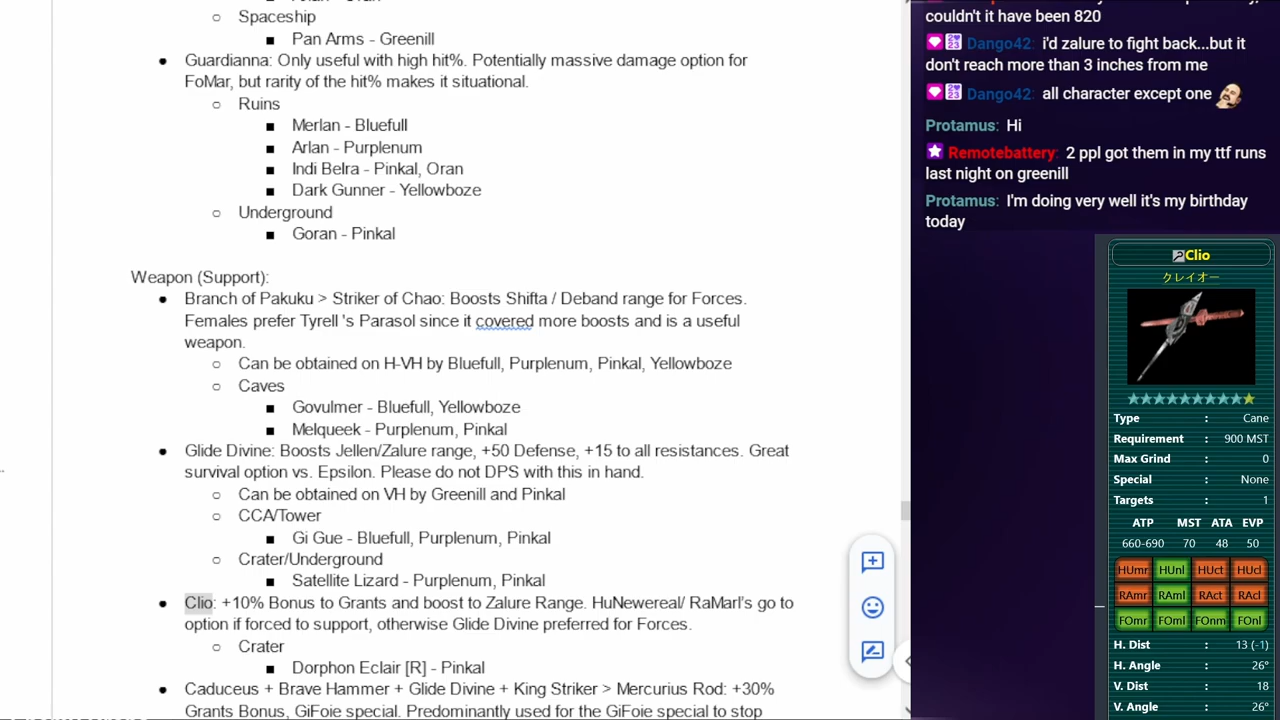 Spaceship
■ Pan Arms - Greenill
● Guardianna: Only useful with high hit%. Potentially massive damage option for
FoMar, but rarity of the hit% makes it situational.
○ Ruins
■ Merlan - Bluefull
■ Arlan - Purplenum
■ Indi Belra - Pinkal, Oran
■ Dark Gunner - Yellowboze
○ Underground
■ Goran - Pinkal
Weapon (Support):
● Branch of Pakuku > Striker of Chao: Boosts Shifta / Deband range for Forces.
Females prefer Tyrell 's Parasol since it covered more boosts and is a useful
weapon.
○ Can be obtained on H-VH by Bluefull, Purplenum, Pinkal, Yellowboze
○ Caves
■ Govulmer - Bluefull, Yellowboze
■ Melqueek - Purplenum, Pinkal
● Glide Divine: Boosts Jellen/Zalure range, +50 Defense, +15 to all resistances. Great
survival option vs. Epsilon. Please do not DPS with this in hand.
○ Can be obtained on VH by Greenill and Pinkal
○ CCA/Tower
■ Gi Gue - Bluefull, Purplenum, Pinkal
○ Crater/Underground
■ Satellite Lizard - Purplenum, Pinkal
● Clio: +10% Bonus to Grants and boost to Zalure Range. HuNewereal/ RaMarl's go to
option if forced to support, otherwise Glide Divine preferred for Forces.
○ Crater
■ Dorphon Eclair [R] - Pinkal
● Caduceus + Brave Hammer + Glide Divine + King Striker > Mercurius Rod: +30%
Grants Bonus, GiFoie special. Predominantly used for the GiFoie special to stop
couldn't it have been 820
Dango42: i'd zalure to fight back...but it
don't reach more than 3 inches from me
Dango42: all character except one
Protamus: Hi
Remotebattery: 2 ppl got them in my ttf runs
last night on greenill
Protamus: I'm doing very well it's my birthday
today
Clio
クレイオー
Type : Cane
Requirement : 900 MST
Max Grind : 0
Special : None
Targets : 1
ATP MST ATA EVP
660-690 70 48 50
HUmr HUnl HUct HUcl
RAmr RAml RAct RAcl
FOmr FOml FOnm FOnl
H. Dist : 13 (-1)
H. Angle : 26°
V. Dist : 18
V. Angle : 26°